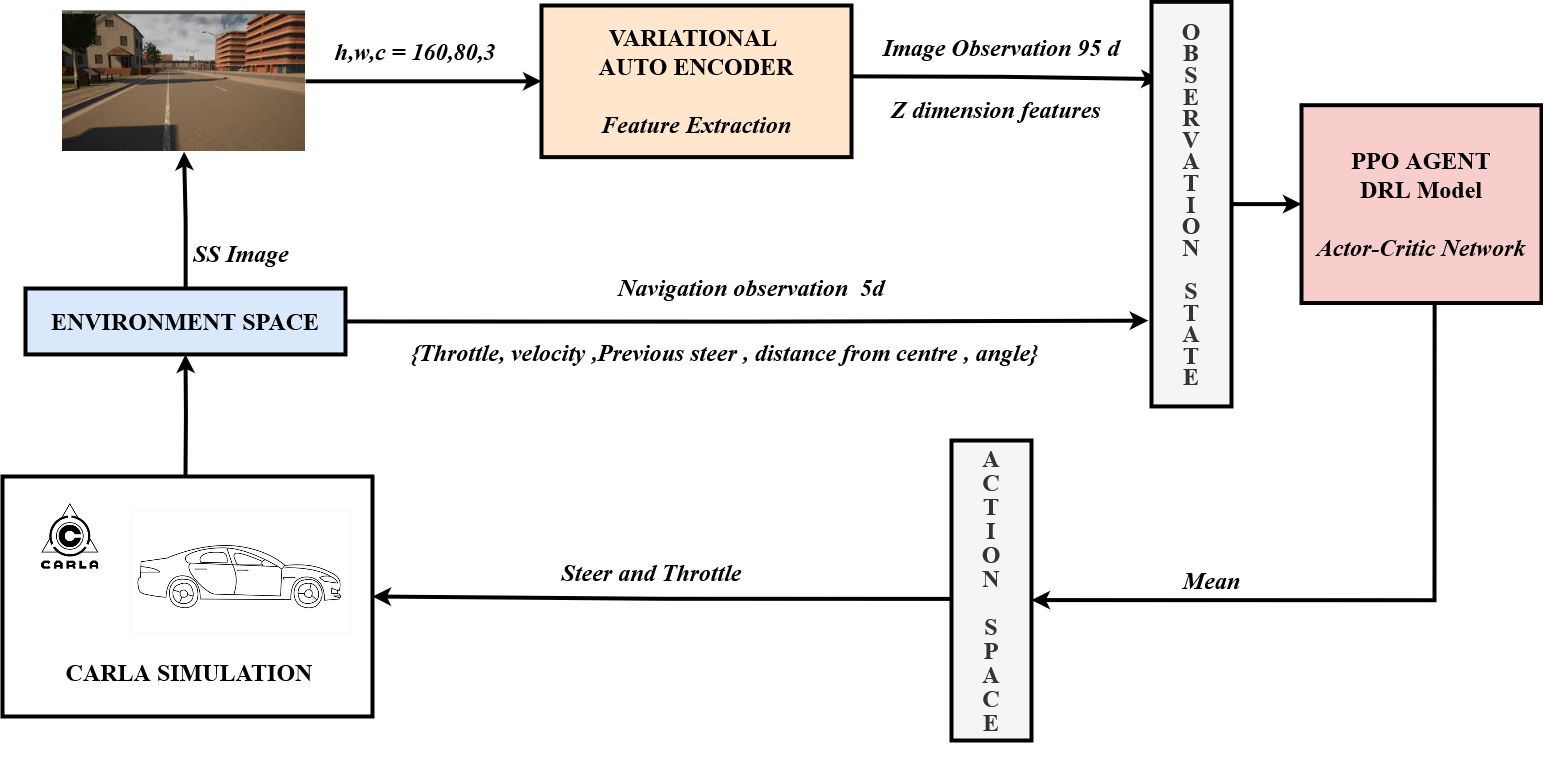 h,w,c = 160,80,3
VARIATIONAL
AUTO ENCODER
Feature Extraction
Image Observation 95 d
Z dimension features
OBSERVATION STATE
PPO AGENT
DRL Model
Actor-Critic Network
SS Image
ENVIRONMENT SPACE
Navigation observation 5d
{Throttle, velocity ,Previous steer , distance from centre , angle}
ACTION SPACE
Steer and Throttle
Mean
C
CARLA
CARLA SIMULATION